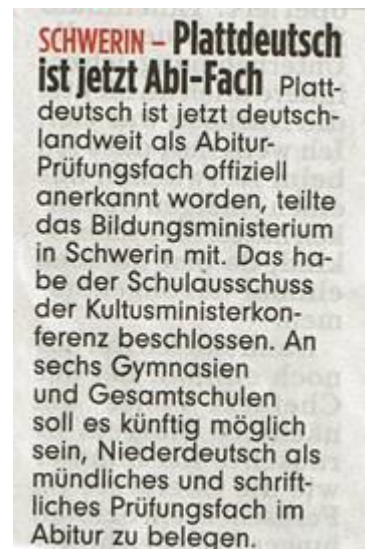 SCHWERIN – Plattdeutsch
ist jetzt Abi-Fach Platt-
deutsch ist jetzt deutsch-
landweit als Abitur-
Prüfungsfach offiziell
anerkannt worden, teilte
das Bildungsministerium
in Schwerin mit. Das ha-
be der Schulausschuss
der Kultusministerkon-
ferenz beschlossen. An
sechs Gymnasien
und Gesamtschulen
soll es künftig möglich
sein, Niederdeutsch als
mündliches und schrift-
liches Prüfungsfach im
Abitur zu belegen.